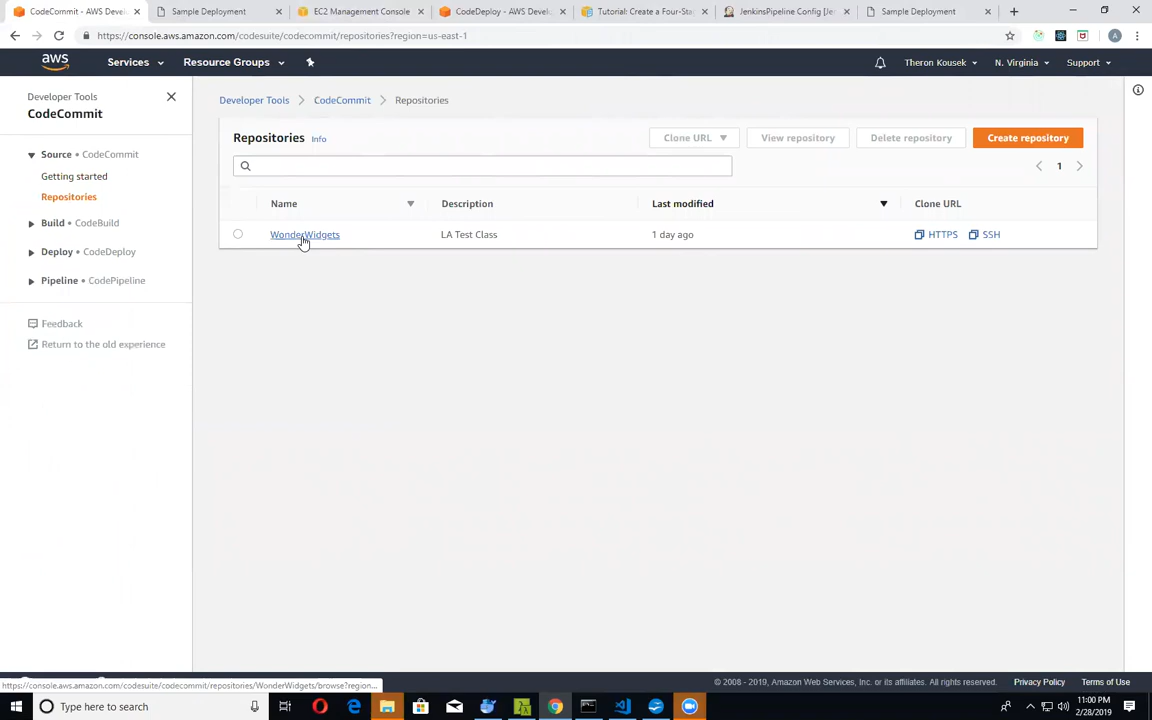 CodeCommit - AWS Devel
Sample Deployment
EC2 Management Console
CodeDeploy - AWS Develo
Tutorial: Create a Four-Sta
JenkinsPipeline Config [Je
Sample Deployment
https://console.aws.amazon.com/codesuite/codecommit/repositories?region=us-east-1
A
aws
Services
Resource Groups
Theron Kousek
N. Virginia
Support
Developer Tools
CodeCommit
Source • CodeCommit
Getting started
Repositories
Build • CodeBuild
Deploy • CodeDeploy
Pipeline • CodePipeline
Feedback
Return to the old experience
Developer Tools > CodeCommit > Repositories
Repositories Info
Clone URL
View repository
Delete repository
Create repository
1
Name
Description
Last modified
Clone URL
WonderWidgets
LA Test Class
1 day ago
HTTPS
SSH
https://console.aws.amazon.com/codesuite/codecommit/repositories/WonderWidgets/browse?region...
© 2008 - 2019, Amazon Web Services, Inc. or its affiliates. All rights reserved.
Privacy Policy
Terms of Use
Type here to search
11:00 PM
2/28/2019